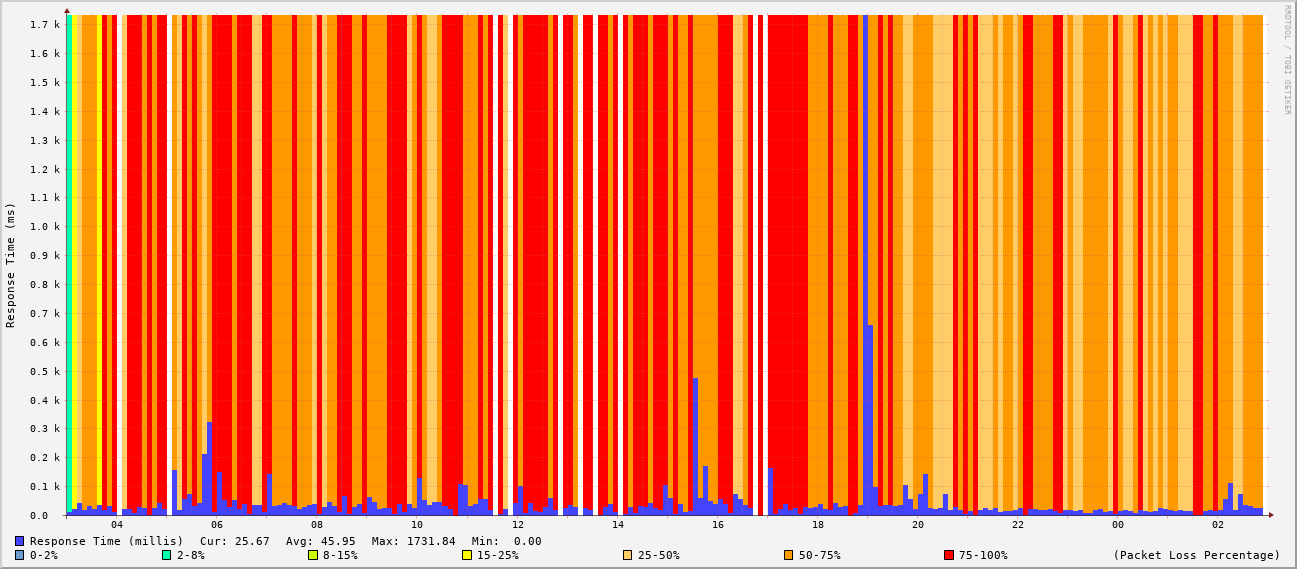 1.7 k
1.6 k
1.5 k
1.4 k
1.3 k
1.2 k
1.1 k
1.0 k
0.9 k
0.8 k
0.7 k
0.6 k
0.5 k
0.4 k
0.3 k
0.2 k
0.1 k
0.0
Response Time (ms)
RRDTOOL / TOBI OETIKER
04 06 08 10 12 14 16 18 20 22 00 02
Response Time (millis) Cur: 25.67 Avg: 45.95 Max: 1731.84 Min: 0.00
0-2% 2-8% 8-15% 15-25% 25-50% 50-75% 75-100% (Packet Loss Percentage)